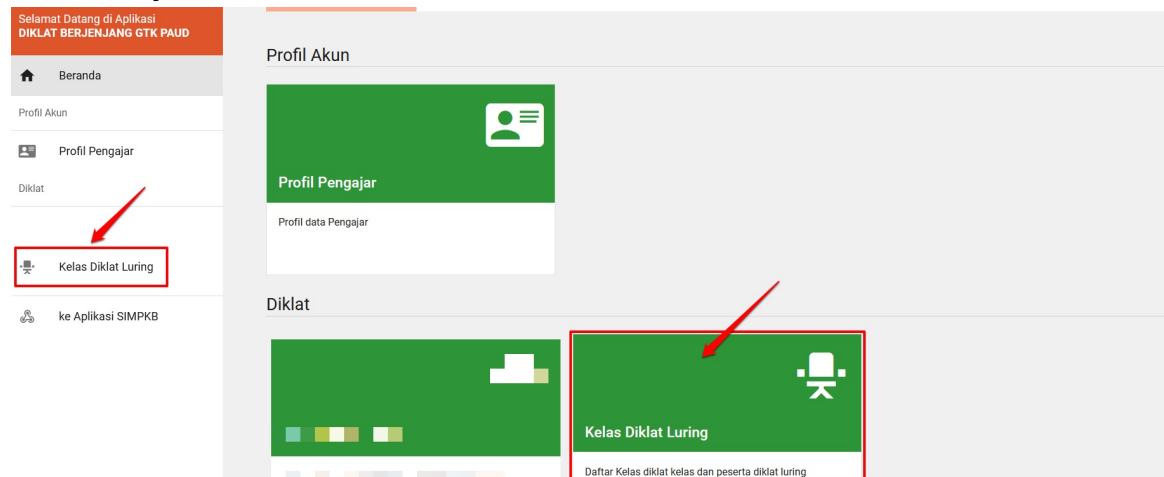 Selamat Datang di Aplikasi
DIKLAT BERJENJANG GTK PAUD
Beranda
Profil Akun
Profil Pengajar
Diklat
Kelas Diklat Luring
ke Aplikasi SIMPKB
Profil Akun
Profil Pengajar
Profil data Pengajar
Diklat
Kelas Diklat Luring
Daftar Kelas diklat kelas dan peserta diklat luring